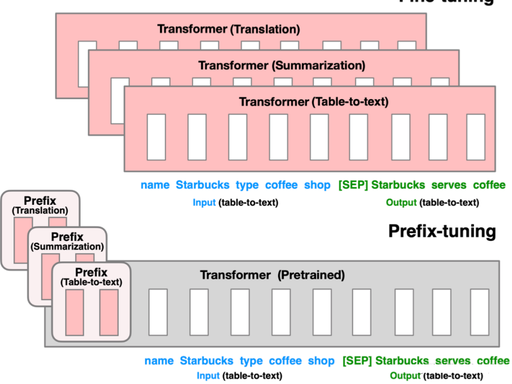 Fine-tuning
Transformer (Translation)
Transformer (Summarization)
Transformer (Table-to-text)
name Starbucks type coffee shop [SEP] Starbucks serves coffee
Input (table-to-text) Output (table-to-text)
Prefix-tuning
Prefix
(Translation)
Prefix
(Summarization)
Prefix
(Table-to-text)
Transformer (Pretrained)
name Starbucks type coffee shop [SEP] Starbucks serves coffee
Input (table-to-text) Output (table-to-text)